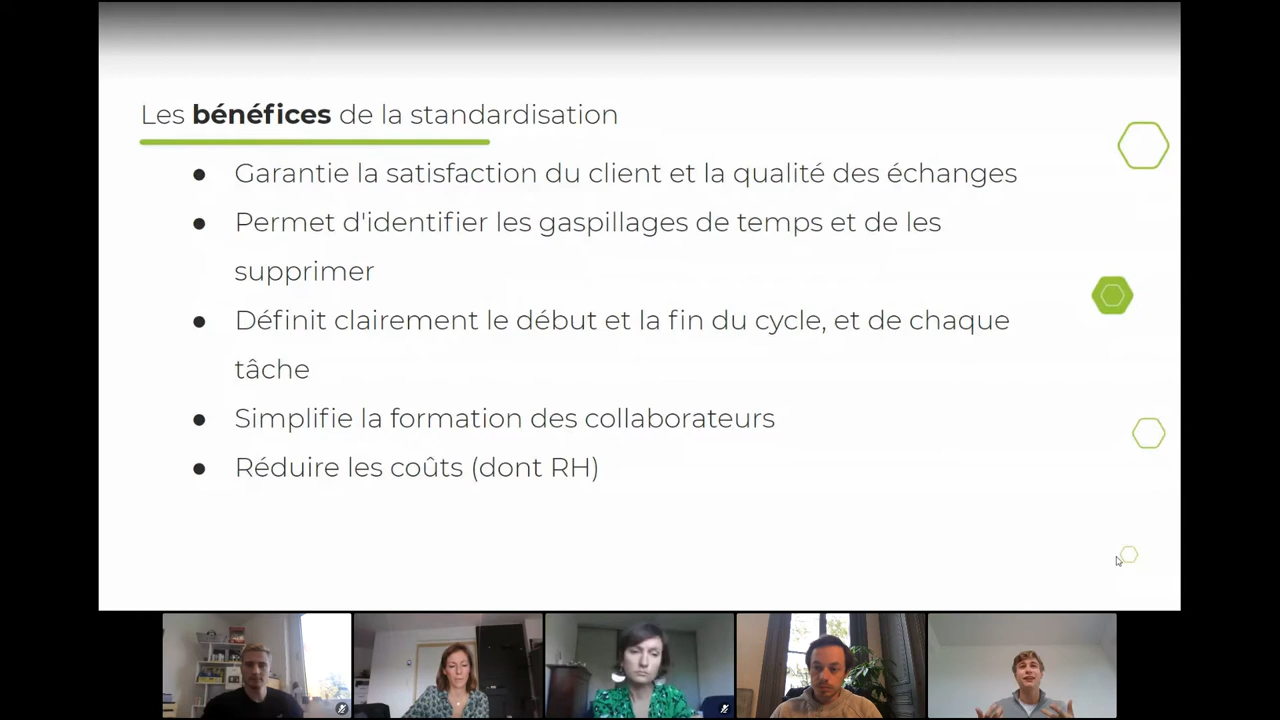 Les bénéfices de la standardisation
● Garantie la satisfaction du client et la qualité des échanges
● Permet d'identifier les gaspillages de temps et de les
supprimer
● Définit clairement le début et la fin du cycle, et de chaque
tâche
● Simplifie la formation des collaborateurs
● Réduire les coûts (dont RH)